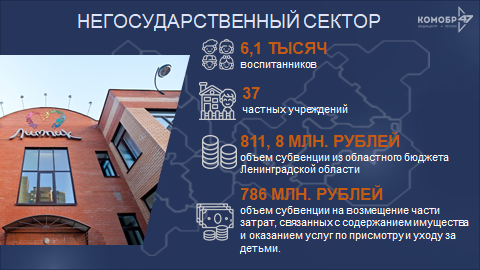 НЕГОСУДАРСТВЕННЫЙ СЕКТОР
КОМОБР 47
6,1 ТЫСЯЧ
воспитанников
37
частных учреждений
811, 8 МЛН. РУБЛЕЙ
объем субвенции из областного бюджета
Ленинградской области
786 МЛН. РУБЛЕЙ
объем субвенции на возмещение части
затрат, связанных с содержанием имущества
и оказанием услуг по присмотру и уходу за
детьми.